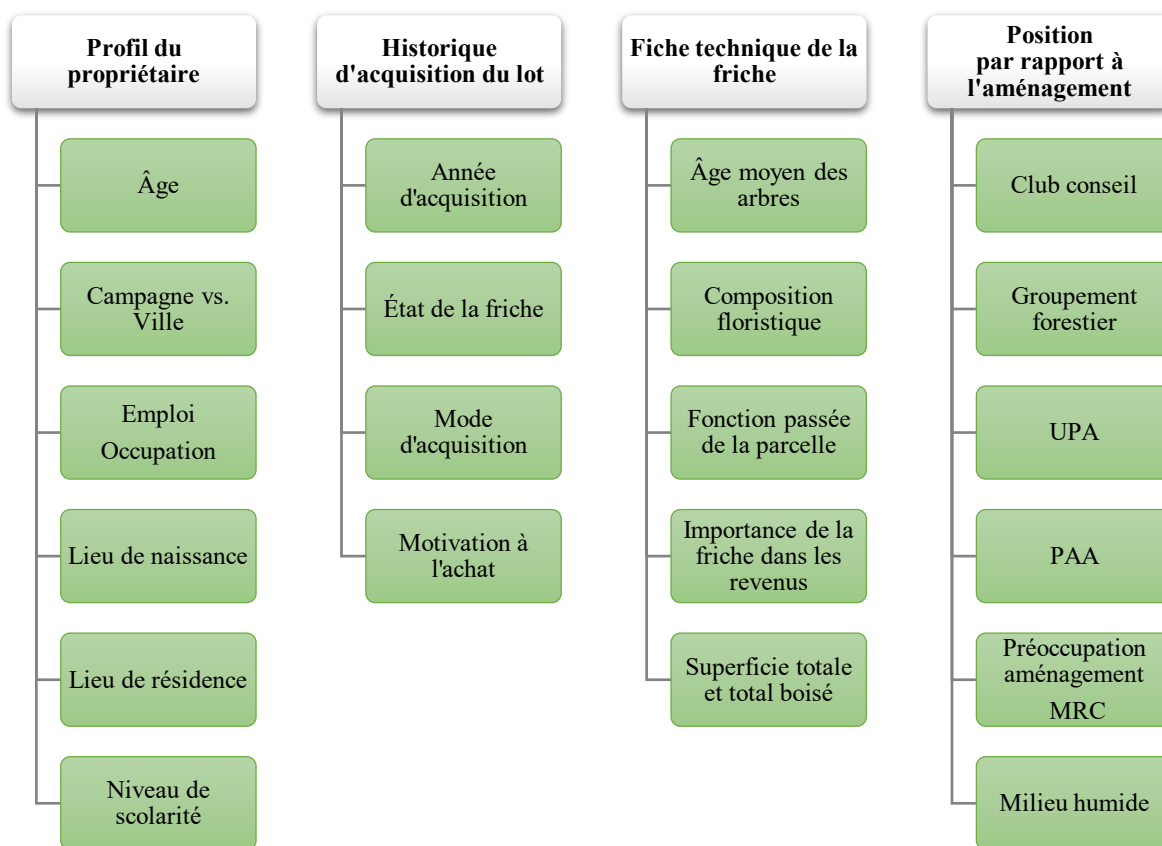 Profil du
propriétaire
Âge
Campagne vs.
Ville
Emploi
Occupation
Lieu de naissance
Lieu de résidence
Niveau de
scolarité
Historique
d'acquisition du lot
Année
d'acquisition
État de la friche
Mode
d'acquisition
Motivation à
l'achat
Fiche technique de la
friche
Âge moyen des
arbres
Composition
floristique
Fonction passée
de la parcelle
Importance de la
friche dans les
revenus
Superficie totale
et total boisé
Position
par rapport à
l'aménagement
Club conseil
Groupement
forestier
UPA
PAA
Préoccupation
aménagement
MRC
Milieu humide